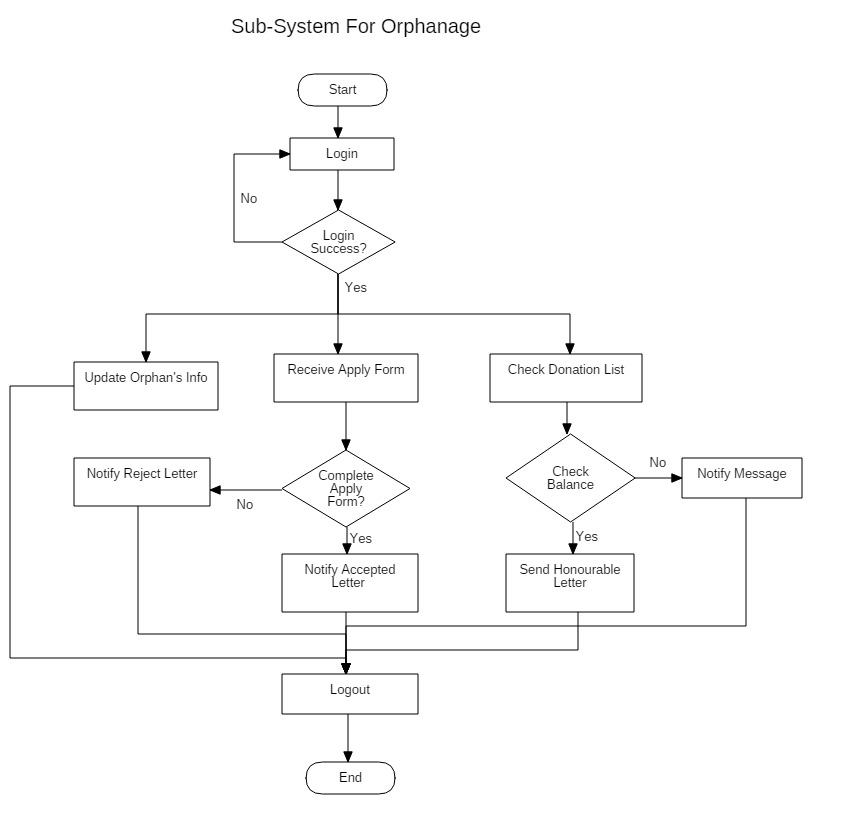 Sub-System For Orphanage
Start
Login
No
Login
Success?
Yes
Update Orphan's Info
Receive Apply Form
Check Donation List
Notify Reject Letter
No
Complete
Apply
Form?
Check
Balance
No
Notify Message
Yes
Yes
Notify Accepted
Letter
Send Honourable
Letter
Logout
End